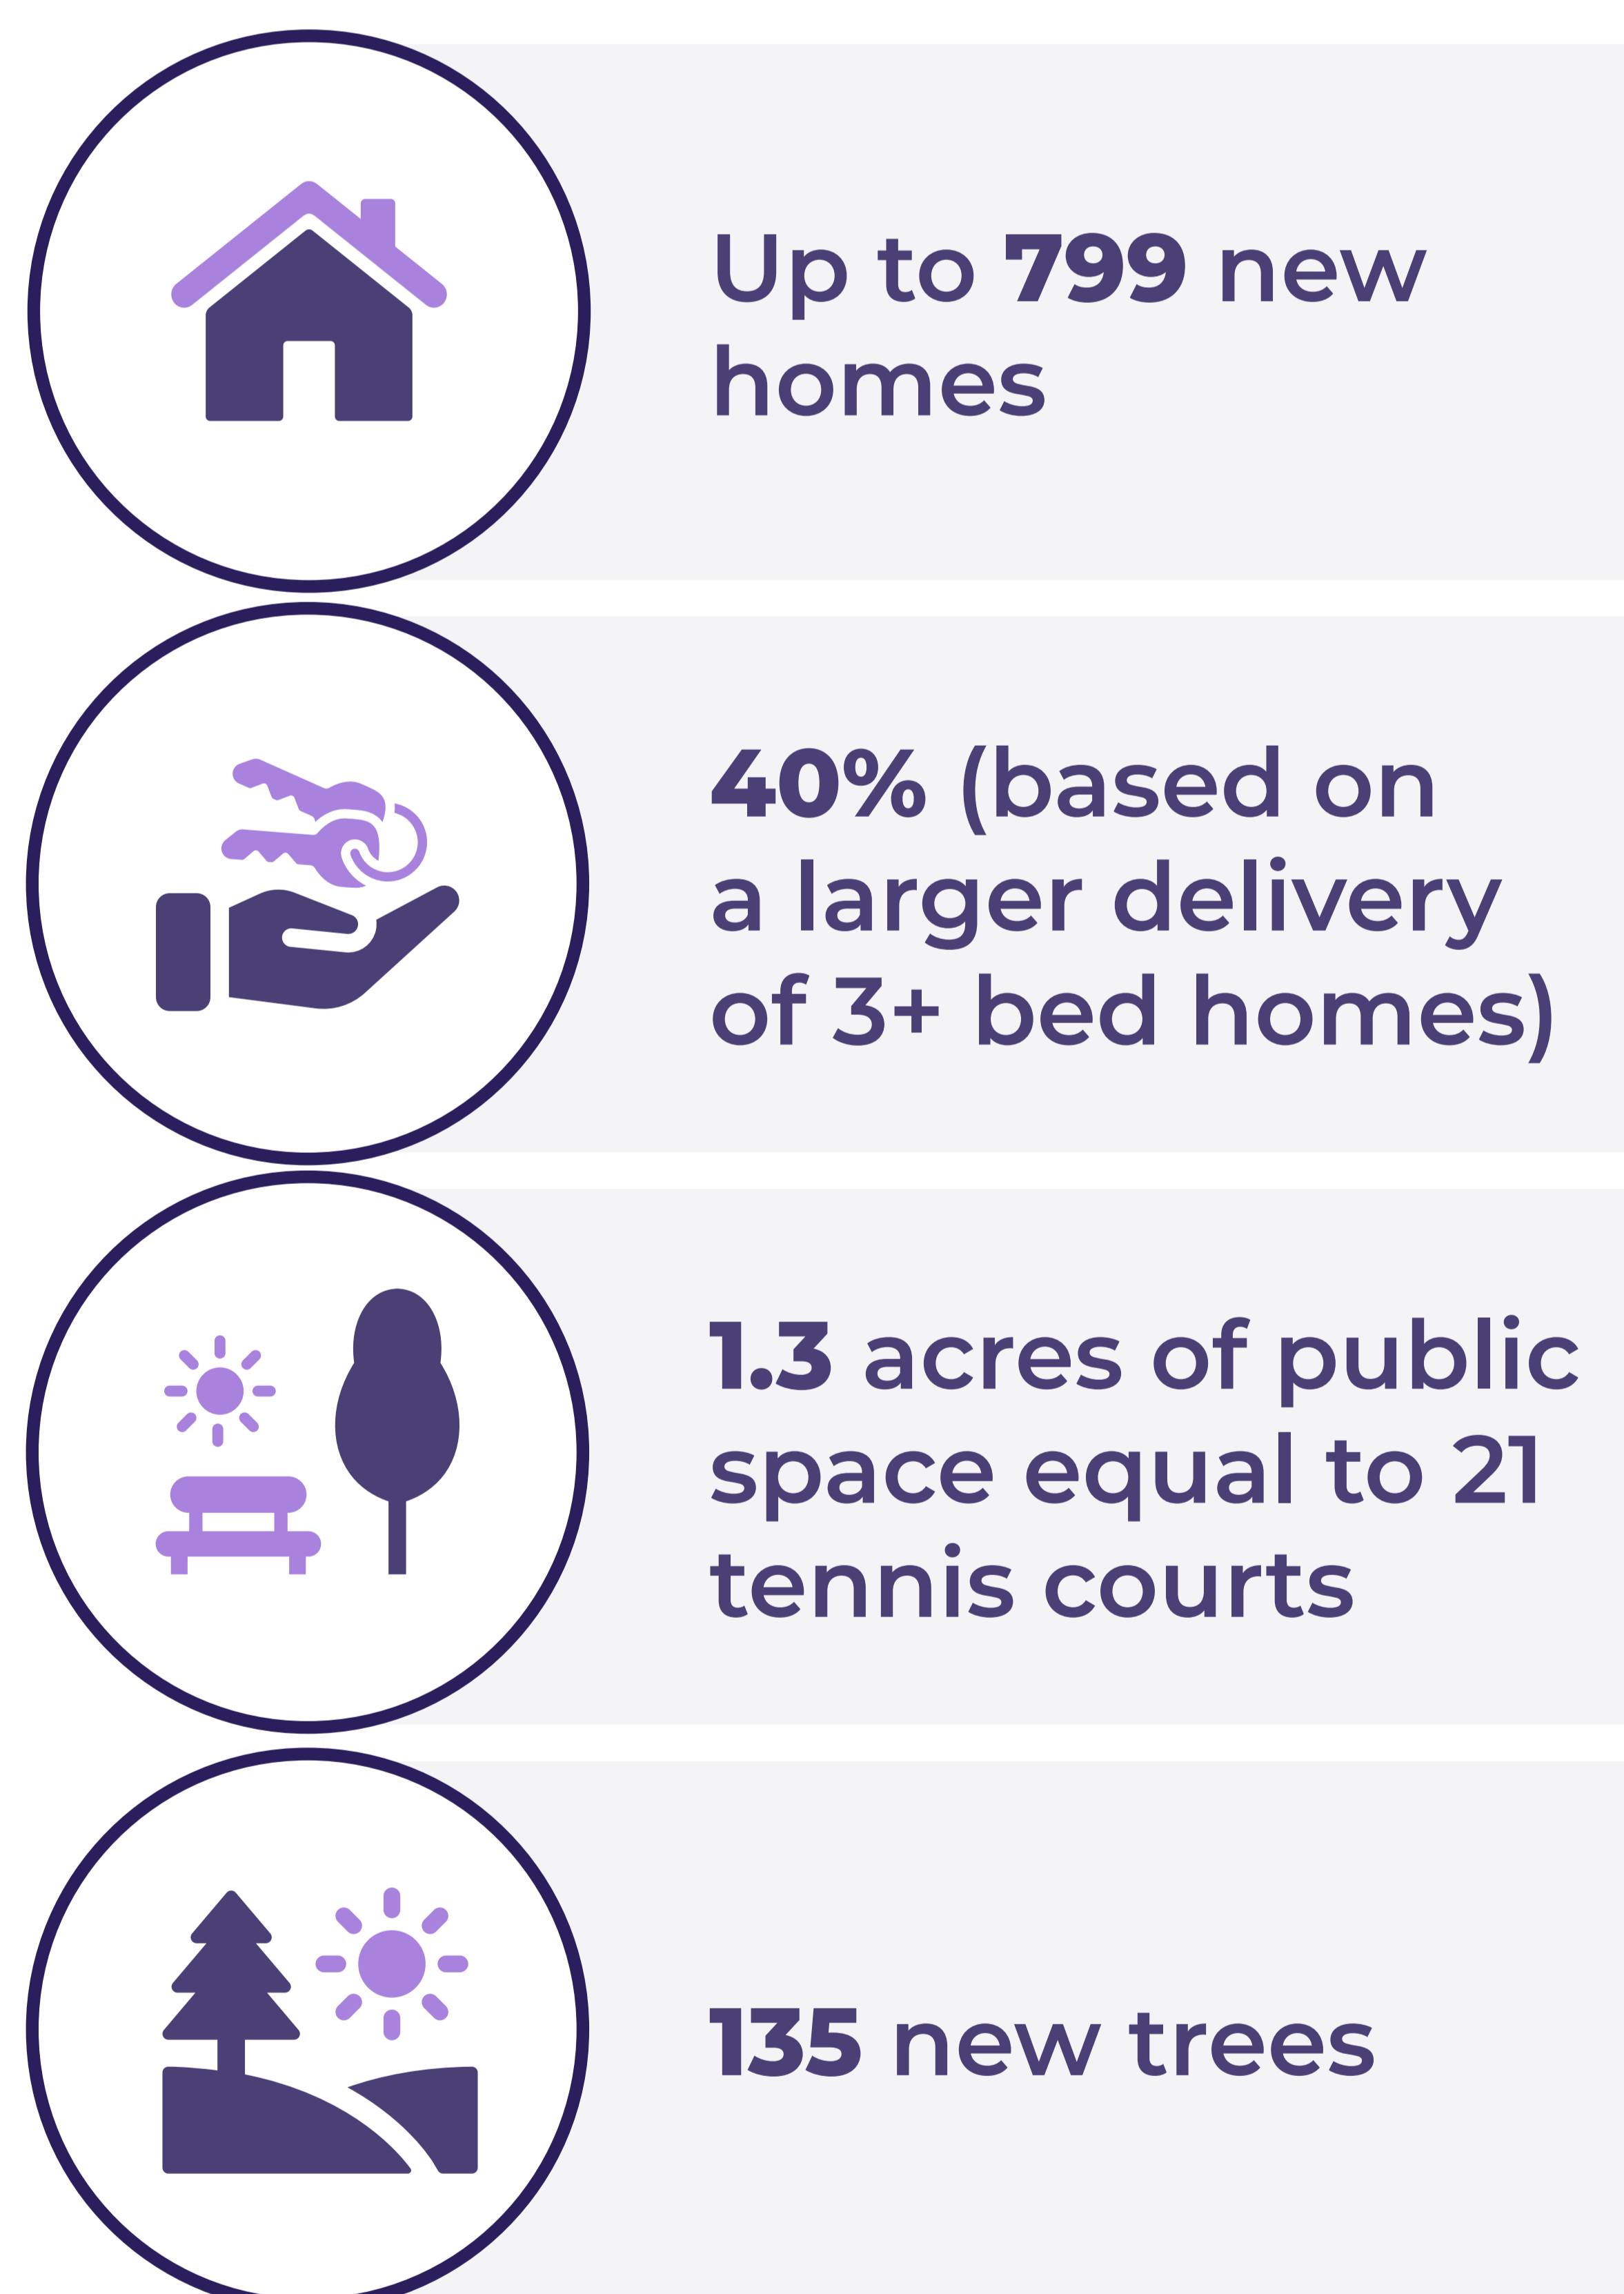 Up to 799 new
homes
40% (based on
a larger delivery
of 3+ bed homes)
1.3 acres of public
space equal to 21
tennis courts
135 new trees